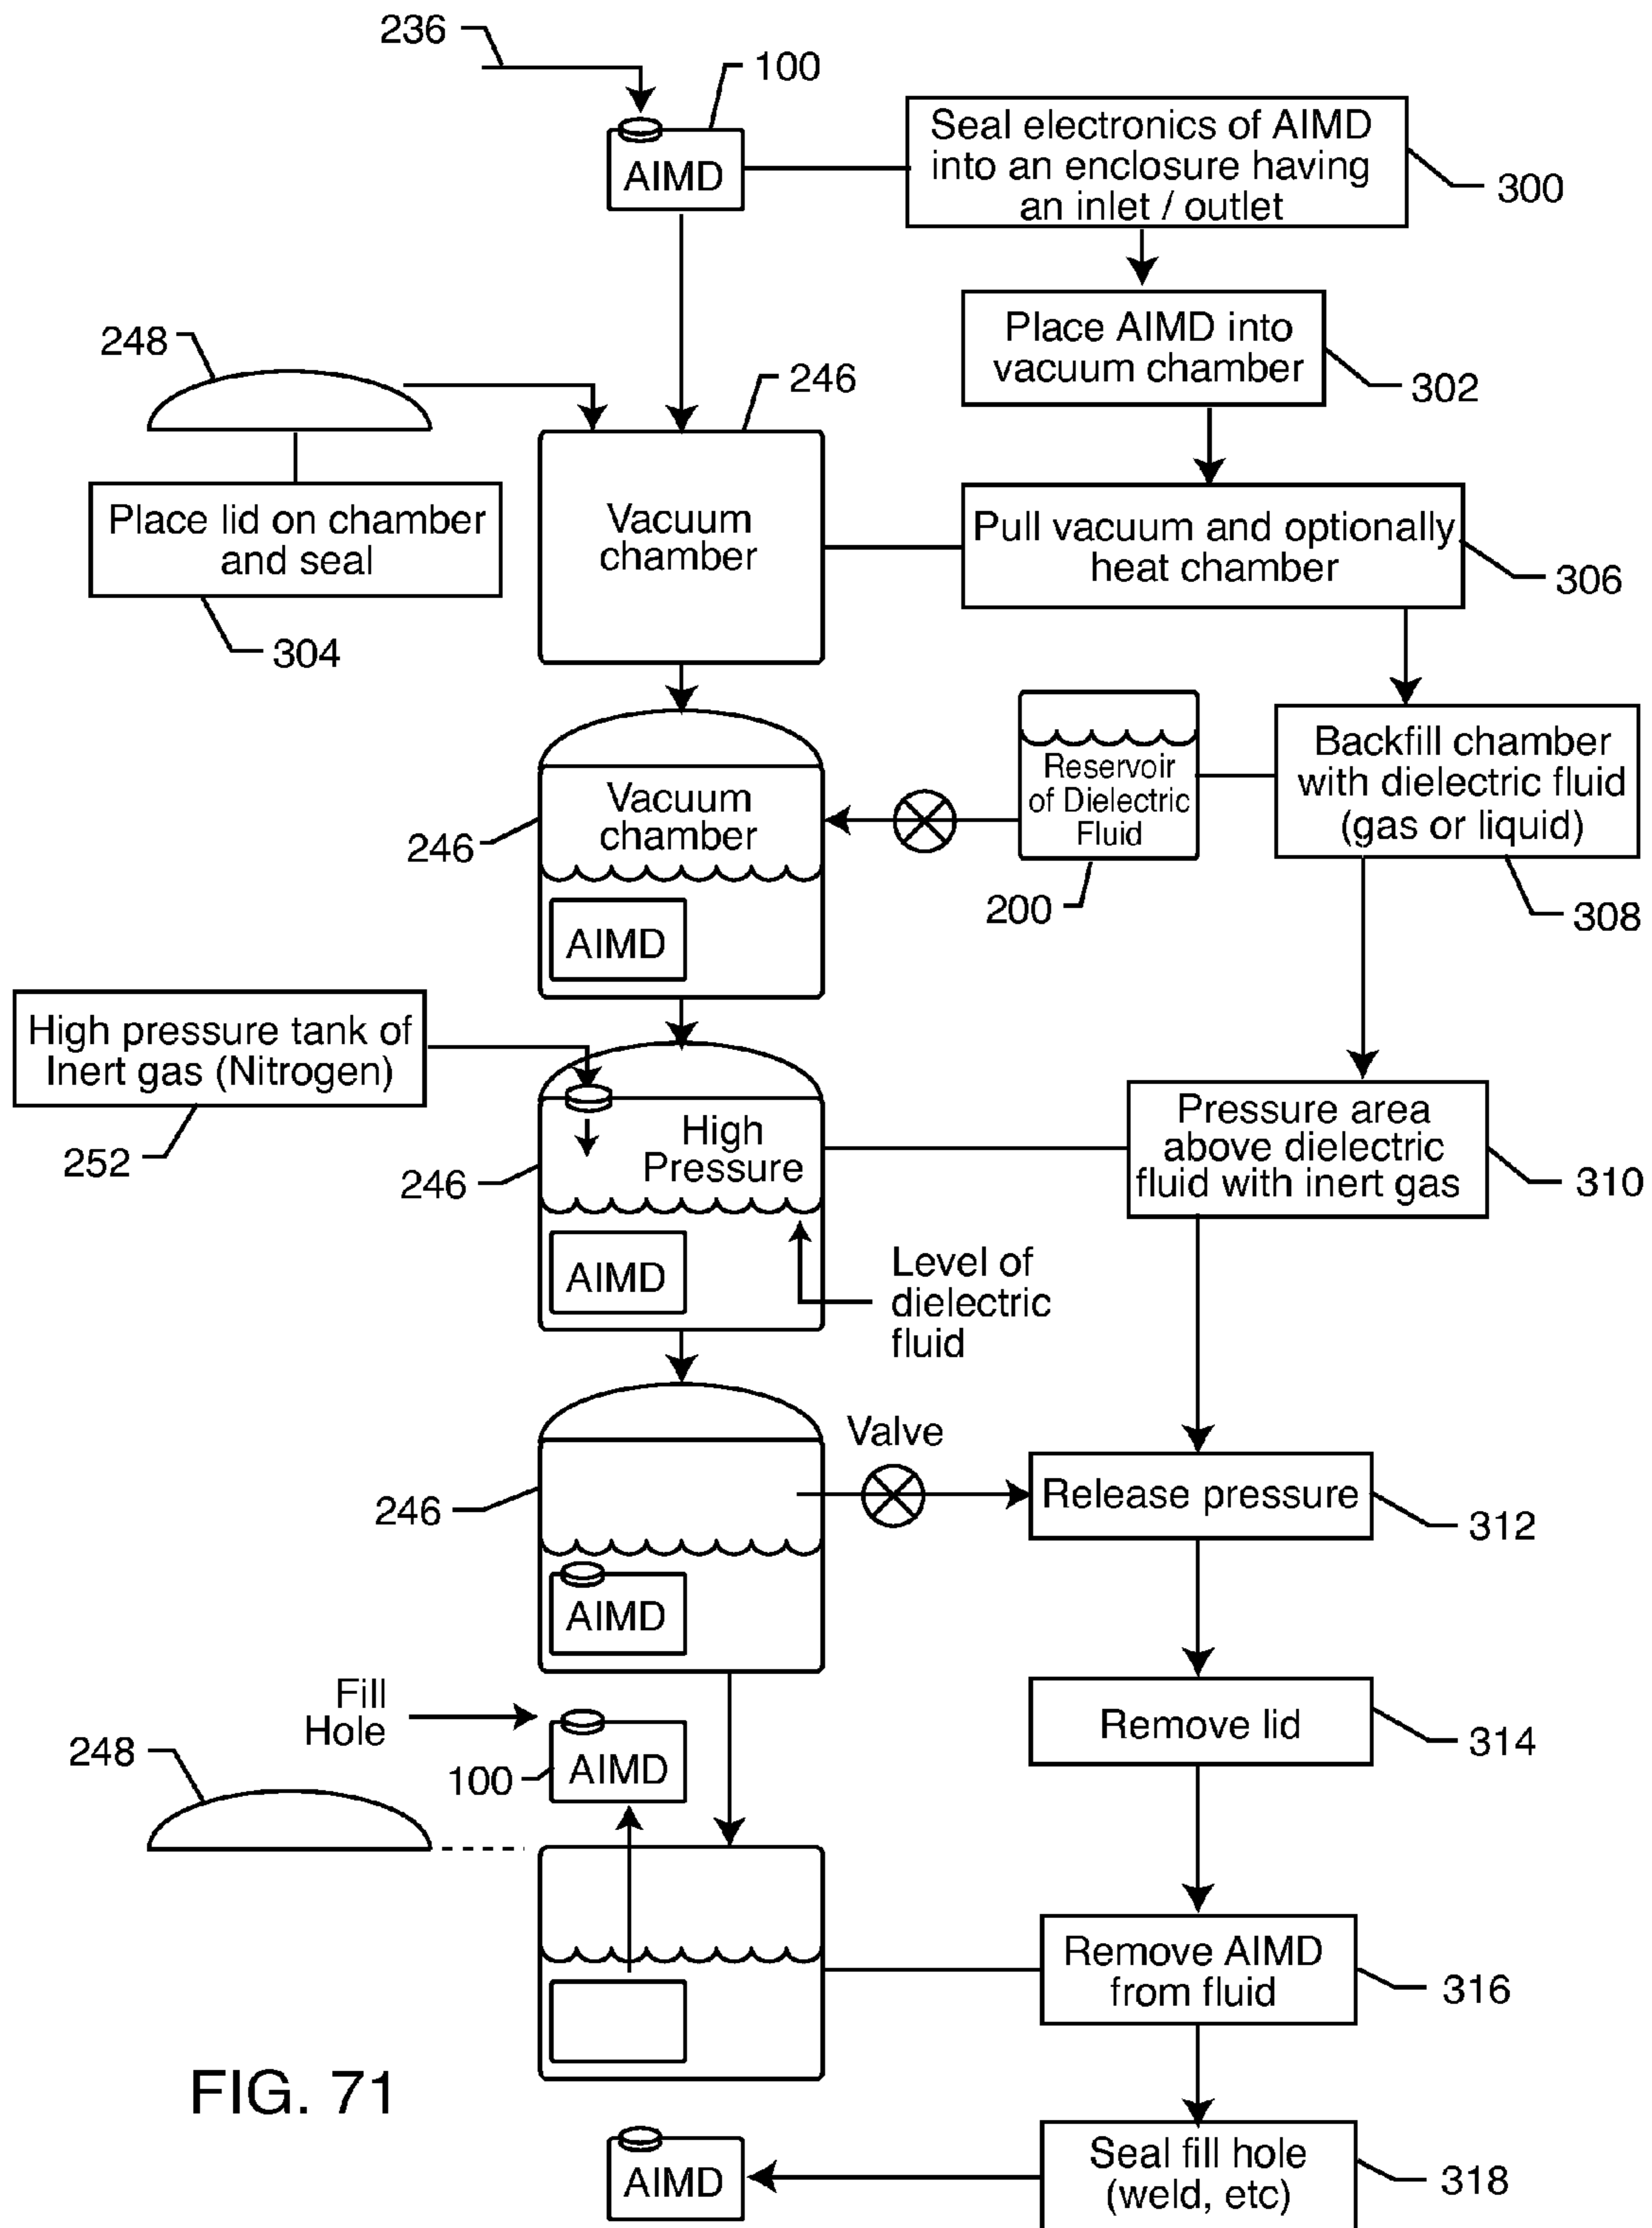 236
100
AIMD
Seal electronics of AIMD
into an enclosure having
an inlet / outlet
300
Place AIMD into
vacuum chamber
302
248
246
Place lid on chamber
and seal
304
Vacuum
chamber
Pull vacuum and optionally
heat chamber
306
Vacuum
chamber
246
AIMD
Reservoir
of Dielectric
Fluid
200
Backfill chamber
with dielectric fluid
(gas or liquid)
308
High pressure tank of
Inert gas (Nitrogen)
252
246
High
Pressure
AIMD
Level of
dielectric
fluid
Pressure area
above dielectric
fluid with inert gas
310
246
AIMD
Valve
Release pressure
312
Fill
Hole
248
100
AIMD
Remove lid
314
Remove AIMD
from fluid
316
FIG. 71
AIMD
Seal fill hole
(weld, etc)
318